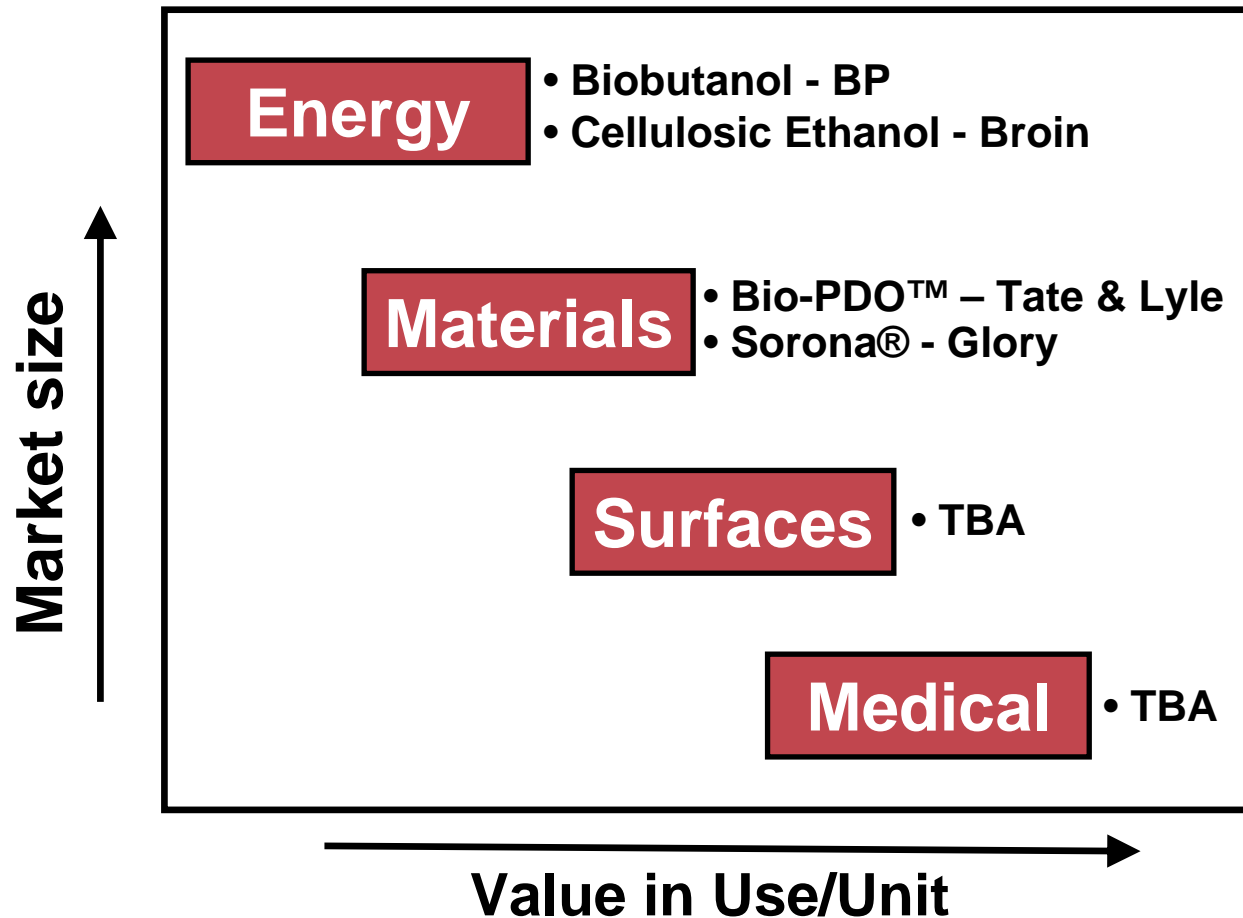 Energy
• Biobutanol - BP
• Cellulosic Ethanol - Broin
Materials
• Bio-PDO™ – Tate & Lyle
• Sorona® - Glory
Surfaces
• TBA
Medical
• TBA
Market size
Value in Use/Unit